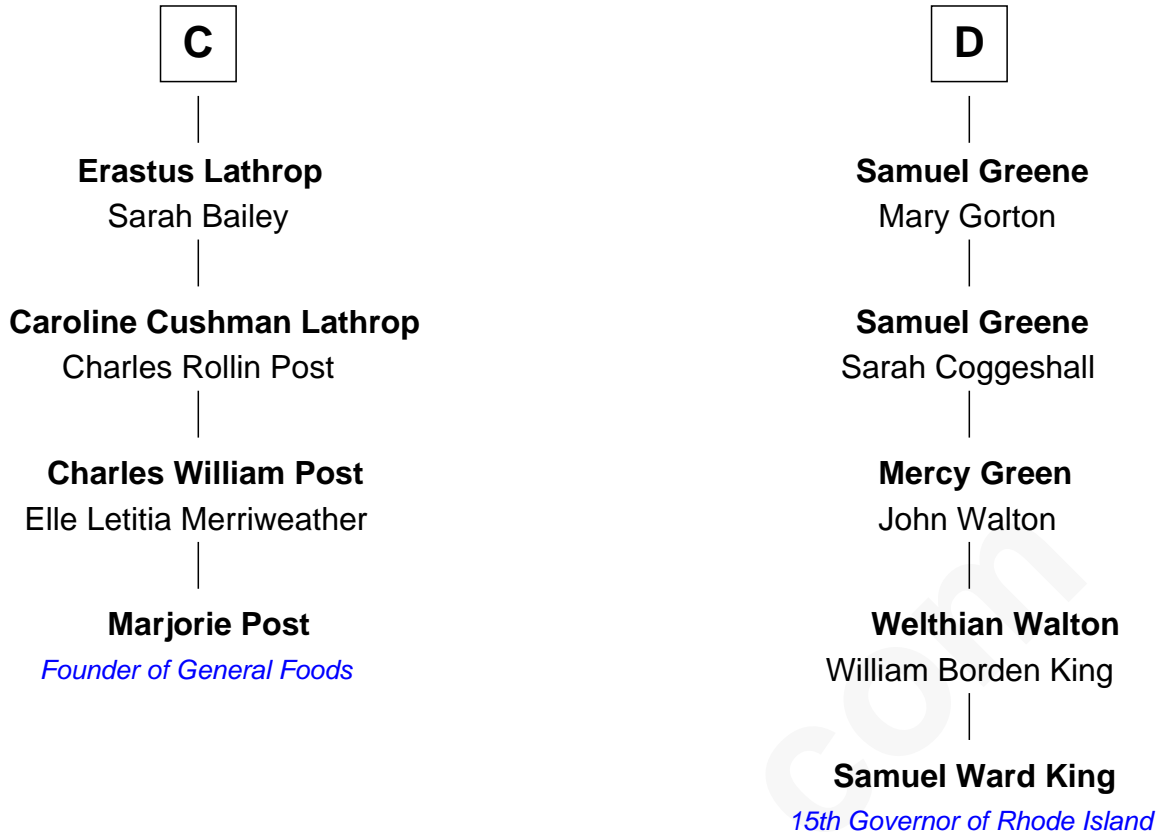 C
Erastus Lathrop
Sarah Bailey
Caroline Cushman Lathrop
Charles Rollin Post
Charles William Post
Elle Letitia Merriweather
Marjorie Post
Founder of General Foods
D
Samuel Greene
Mary Gorton
Samuel Greene
Sarah Coggeshall
Mercy Green
John Walton
Welthian Walton
William Borden King
Samuel Ward King
15th Governor of Rhode Island
com